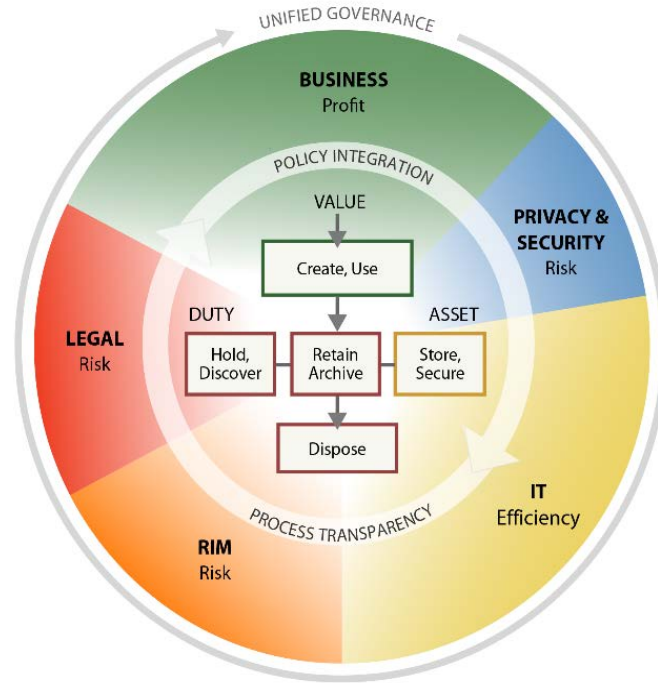 UNIFIED GOVERNANCE
BUSINESS
Profit
POLICY INTEGRATION
VALUE
PRIVACY &
SECURITY
Risk
Create, Use
DUTY
ASSET
LEGAL
Risk
Hold,
Discover
Retain
Archive
Store,
Secure
Dispose
IT
Efficiency
PROCESS TRANSPARENCY
RIM
Risk